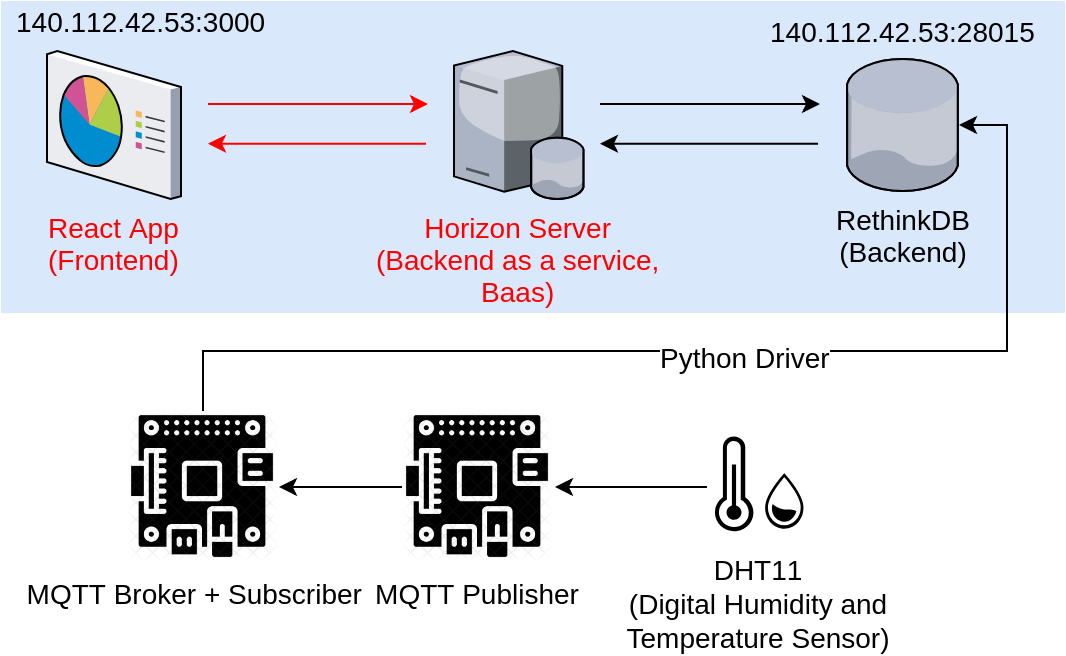 140.112.42.53:3000
140.112.42.53:28015
React App
(Frontend)
Horizon Server
(Backend as a service,
Baas)
RethinkDB
(Backend)
Python Driver
MQTT Broker + Subscriber
MQTT Publisher
DHT11
(Digital Humidity and
Temperature Sensor)